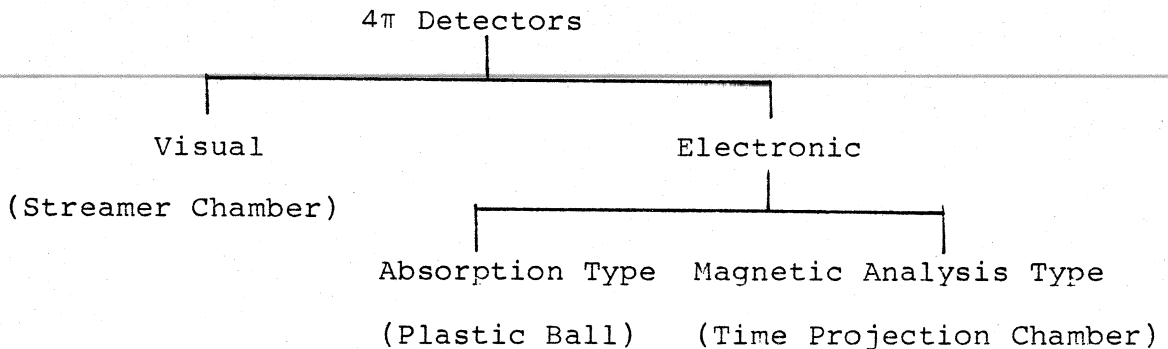 4π Detectors
Visual
Electronic
(Streamer Chamber)
Absorption Type
Magnetic Analysis Type
(Plastic Ball)
(Time Projection Chamber)